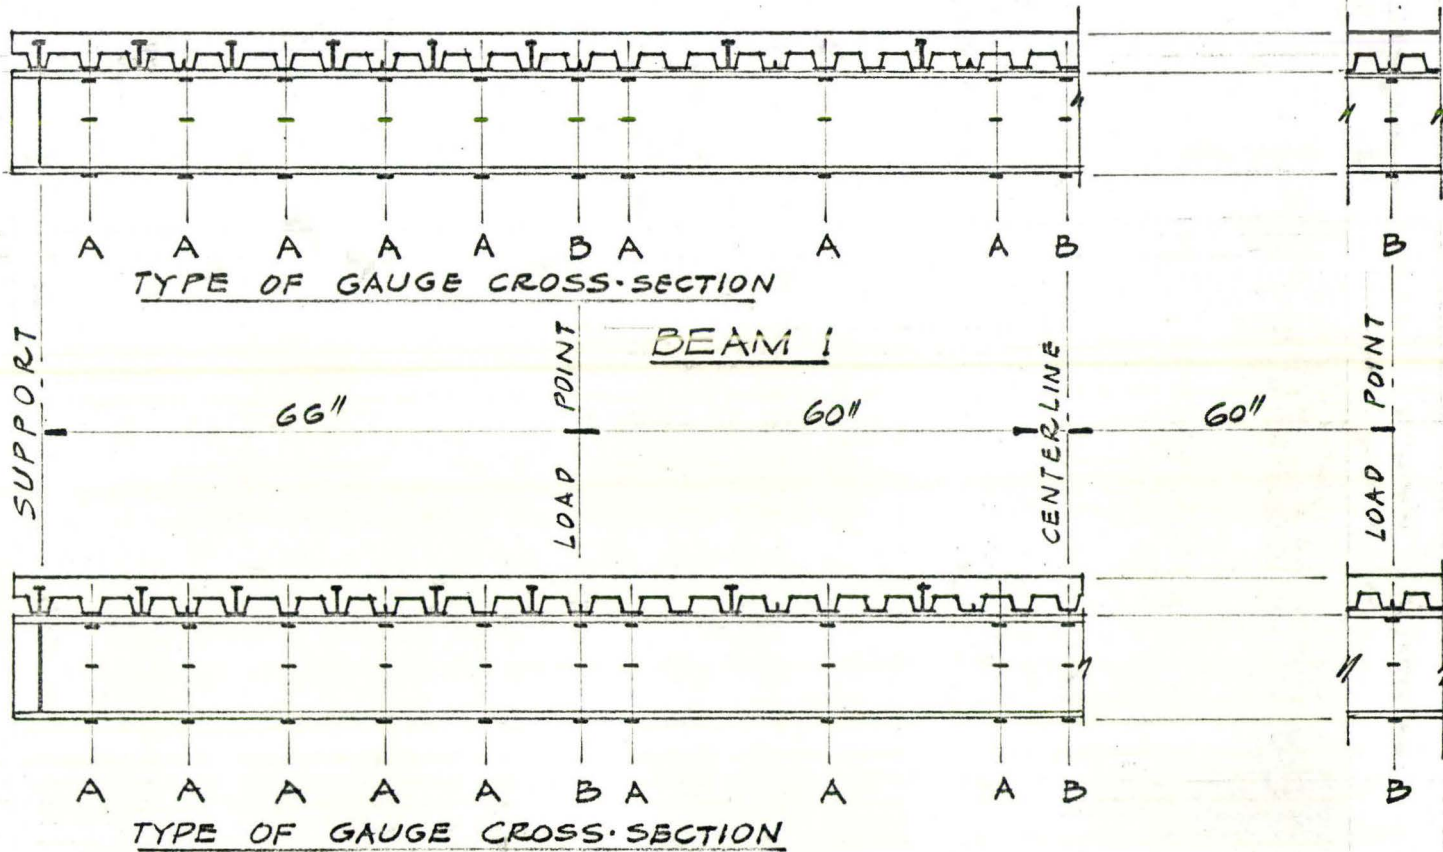 A A A A A B A A A B B
TYPE OF GAUGE CROSS-SECTION
BEAM 1
SUPPORT
66"
LOAD POINT
60"
CENTERLINE
60"
LOAD POINT
A A A A A B A A A B B
TYPE OF GAUGE CROSS-SECTION